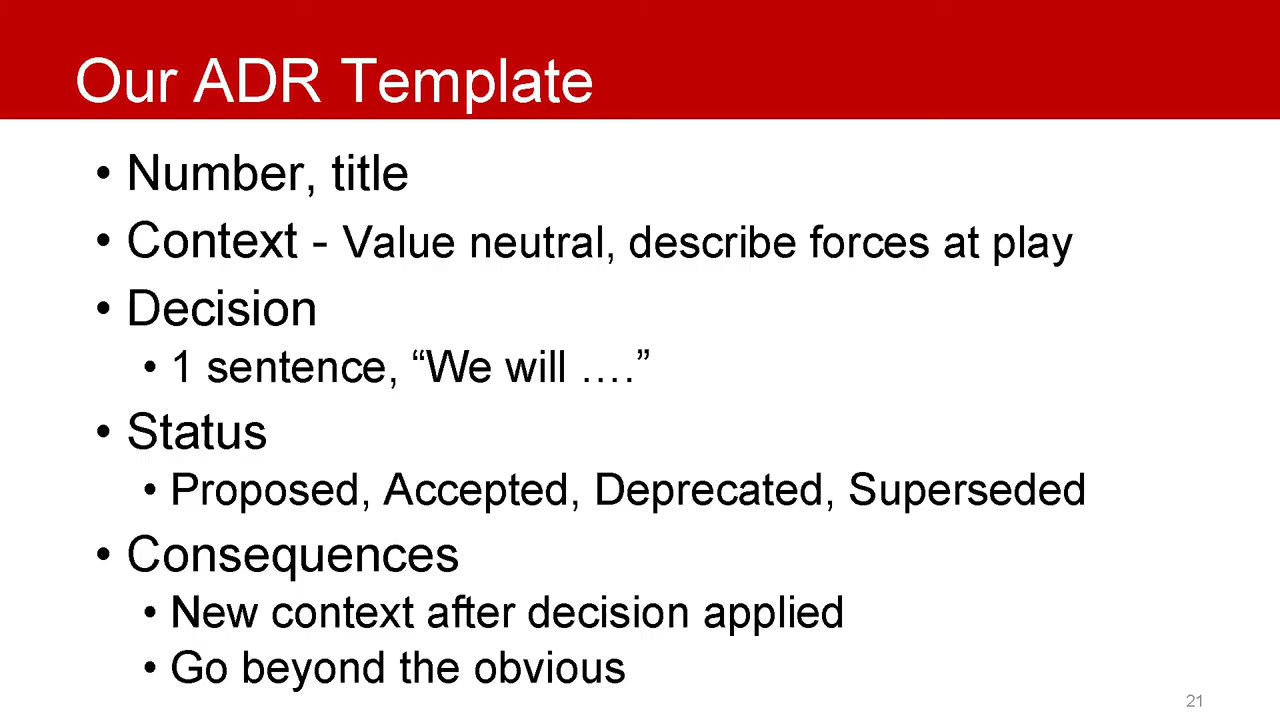 Our ADR Template
• Number, title
• Context - Value neutral, describe forces at play
• Decision
• 1 sentence, “We will ….”
• Status
• Proposed, Accepted, Deprecated, Superseded
• Consequences
• New context after decision applied
• Go beyond the obvious
21